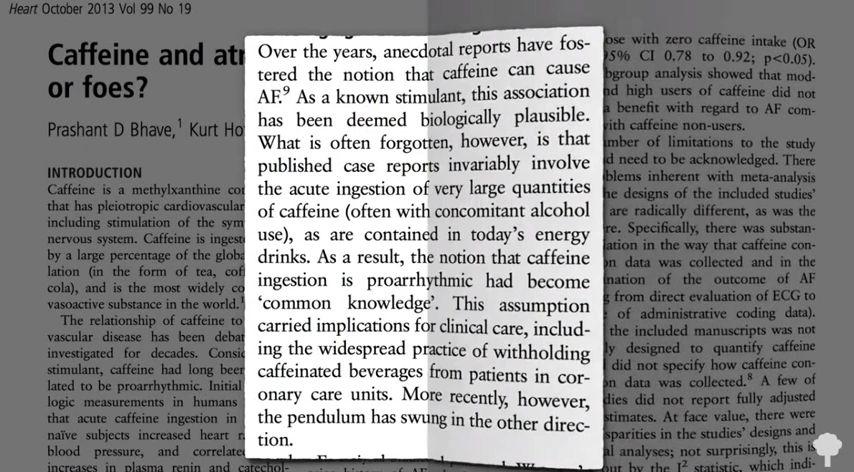 Heart October 2013 Vol 99 No 19
Caffeine and at
or foes?
Prashant D Bhave,1 Kurt Ho
INTRODUCTION
Caffeine is a methylxanthine co
that has pleiotropic cardiovascular
including stimulation of the sym
nervous system. Caffeine is ingest
by a large percentage of the globa
lation (in the form of tea, cof
cola), and is the most widely co
vasoactive substance in the world.
The relationship of caffeine to
vascular disease has been debat
investigated for decades. Consi
stimulant, caffeine had long beer
lated to be proarrhythmic. Initial
logic measurements in humans
that acute caffeine ingestion in
naïve subjects increased heart r
blood pressure, and correlate
increases in plasma renin and catechol-
Over the years, anecdotal reports have fos-
tered the notion that caffeine can cause
AF.9 As a known stimulant, this association
has been deemed biologically plausible.
What is often forgotten, however, is that
published case reports invariably involve
the acute ingestion of very large quantities
of caffeine (often with concomitant alcohol
use), as are contained in today's energy
drinks. As a result, the notion that caffeine
ingestion is proarrhythmic had become
'common knowledge'. This assumption
carried implications for clinical care, includ-
ing the widespread practice of withholding
caffeinated beverages from patients in cor-
onary care units. More recently, however,
the pendulum has swung in the other direc-
tion.
ose with zero caffeine intake (OR
95% CI 0.78 to 0.92; p<0.05).
bgroup analysis showed that mod-
nd high users of caffeine did not
a benefit with regard to AF com-
with caffeine non-users.
mber of limitations to the study
d need to be acknowledged. There
blems inherent with meta-analysis
he designs of the included studies'
are radically different, as was the
re. Specifically, there was substan-
ation in the way that caffeine con-
n data was collected and in the
nation of the outcome of AF
g from direct evaluation of ECG to
of administrative coding data).
the included manuscripts was not
ly designed to quantify caffeine
did not specify how caffeine con-
on data was collected.8 A few of
dies did not report fully adjusted
stimates. At face value, there were
sparities in the studies' designs and
al analyses; not surprisingly, this is
out by the I2 statistic, which indi-